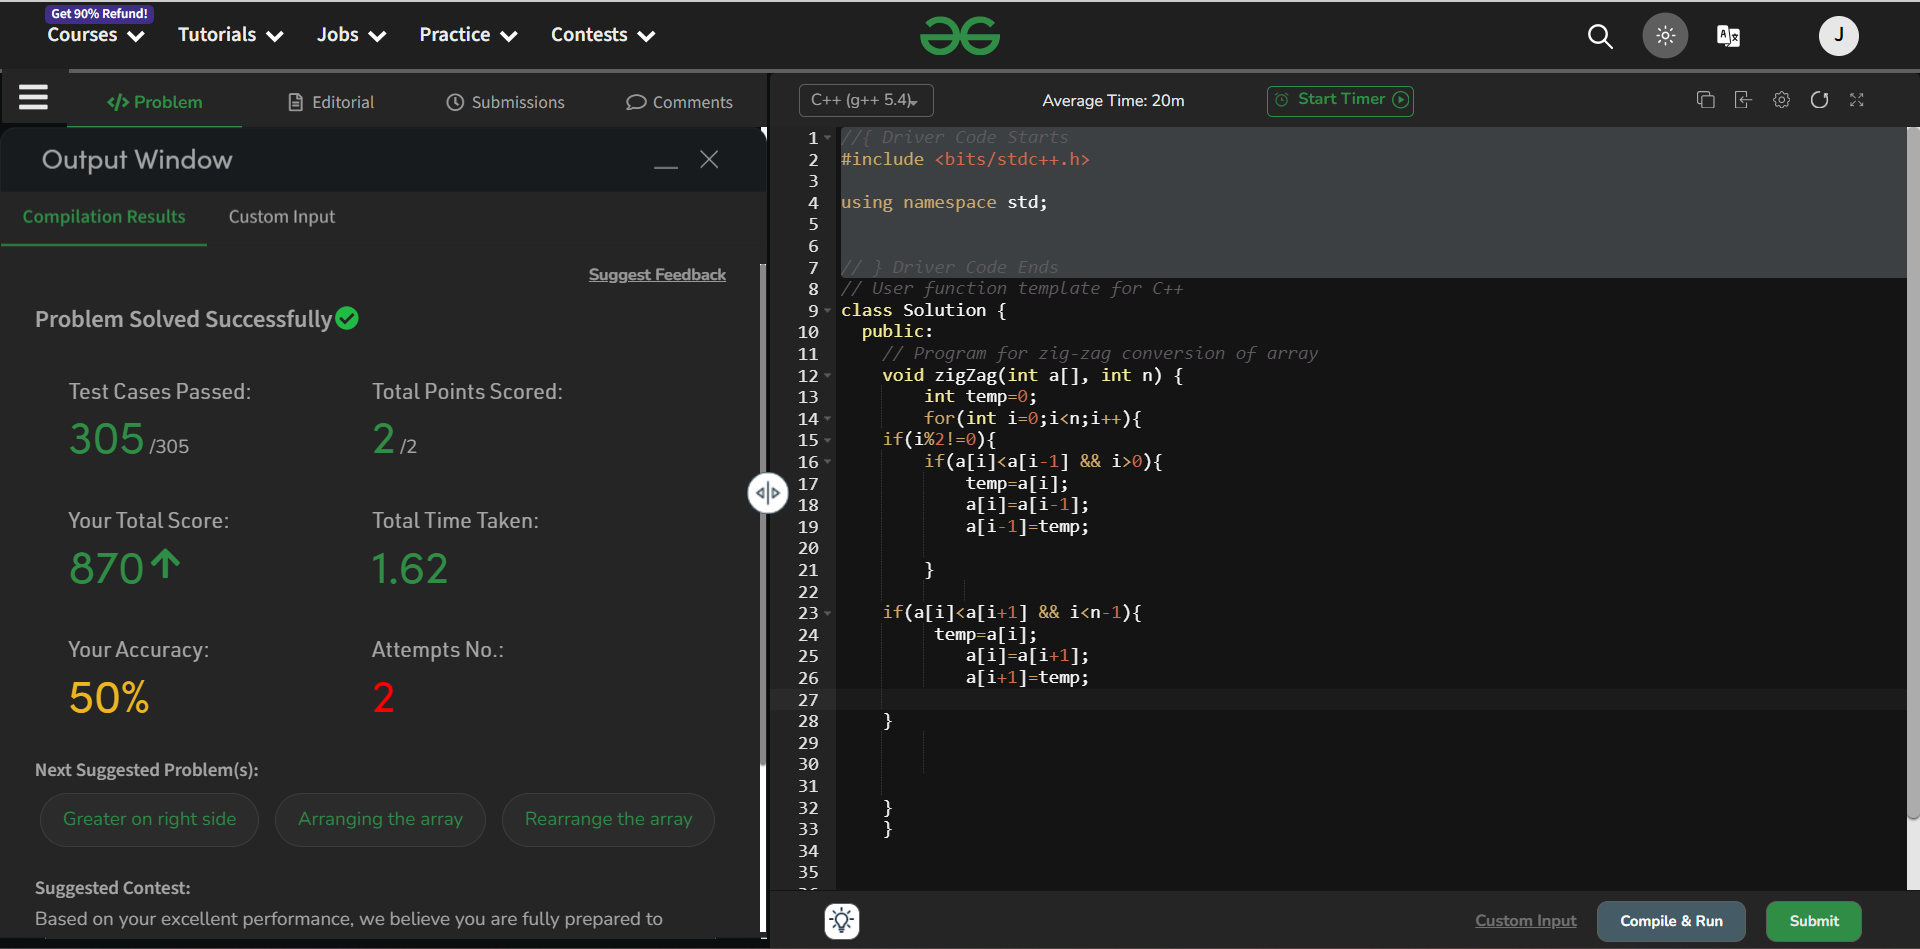 Get 90% Refund!
Courses Tutorials Jobs Practice Contests
J
Problem Editorial Submissions Comments
Output Window
Compilation Results Custom Input
Suggest Feedback
Problem Solved Successfully
Test Cases Passed: Total Points Scored:
305 /305 2 /2
Your Total Score: Total Time Taken:
870 1.62
Your Accuracy: Attempts No.:
50% 2
Next Suggested Problem(s):
Greater on right side Arranging the array Rearrange the array
Suggested Contest:
Based on your excellent performance, we believe you are fully prepared to
C++ (g++ 5.4) Average Time: 20m Start Timer
1 //{ Driver Code Starts
2 #include <bits/stdc++.h>
3
4 using namespace std;
5
6
7 // } Driver Code Ends
8 // User function template for C++
9 class Solution {
10 public:
11 // Program for zig-zag conversion of array
12 void zigZag(int a[], int n) {
13 int temp=0;
14 for(int i=0;i<n;i++){
15 if(i%2!=0){
16 if(a[i]<a[i-1] && i>0){
17 temp=a[i];
18 a[i]=a[i-1];
19 a[i-1]=temp;
20
21 }
22
23 if(a[i]<a[i+1] && i<n-1){
24 temp=a[i];
25 a[i]=a[i+1];
26 a[i+1]=temp;
27
28 }
29
30
31
32 }
33 }
34
35
Custom Input Compile & Run Submit